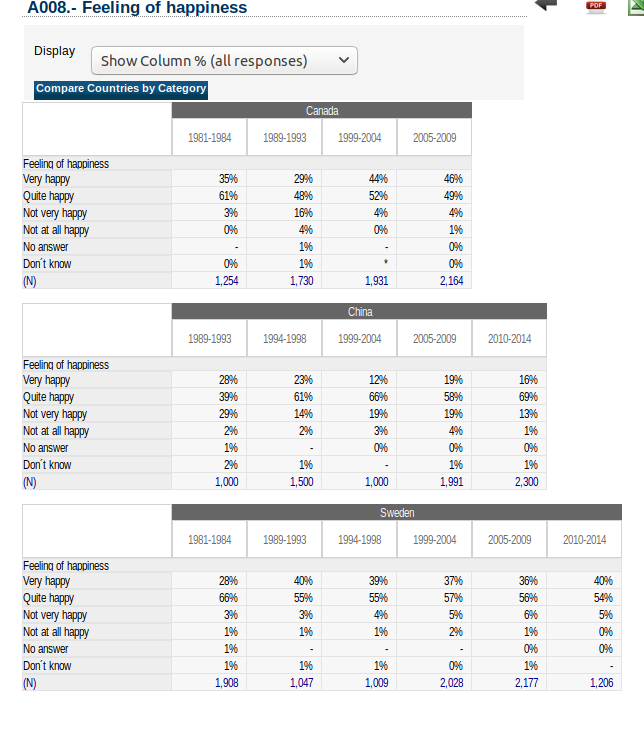 A008.- Feeling of happiness
PDF
Display
Show Column % (all responses)
Compare Countries by Category
Canada
1981-1984 1989-1993 1999-2004 2005-2009
Feeling of happiness
Very happy 35% 29% 44% 46%
Quite happy 61% 48% 52% 49%
Not very happy 3% 16% 4% 4%
Not at all happy 0% 4% 0% 1%
No answer - 1% - 0%
Don´t know 0% 1% * 0%
(N) 1,254 1,730 1,931 2,164
China
1989-1993 1994-1998 1999-2004 2005-2009 2010-2014
Feeling of happiness
Very happy 28% 23% 12% 19% 16%
Quite happy 39% 61% 66% 58% 69%
Not very happy 29% 14% 19% 19% 13%
Not at all happy 2% 2% 3% 4% 1%
No answer 1% - 0% 0% 0%
Don´t know 2% 1% - 1% 1%
(N) 1,000 1,500 1,000 1,991 2,300
Sweden
1981-1984 1989-1993 1994-1998 1999-2004 2005-2009 2010-2014
Feeling of happiness
Very happy 28% 40% 39% 37% 36% 40%
Quite happy 66% 55% 55% 57% 56% 54%
Not very happy 3% 3% 4% 5% 6% 5%
Not at all happy 1% 1% 1% 2% 1% 0%
No answer 1% - - - 0% 0%
Don´t know 1% 1% 1% 0% 1% -
(N) 1,908 1,047 1,009 2,028 2,177 1,206